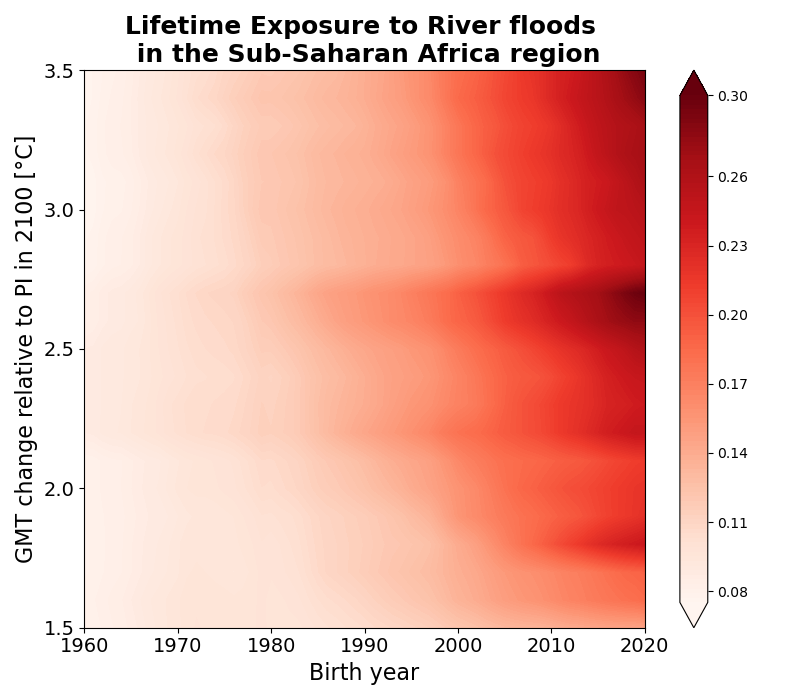 Lifetime Exposure to River floods
in the Sub-Saharan Africa region
GMT change relative to PI in 2100 [°C]
3.5
3.0
2.5
2.0
1.5
1960 1970 1980 1990 2000 2010 2020
Birth year
0.30
0.26
0.23
0.20
0.17
0.14
0.11
0.08